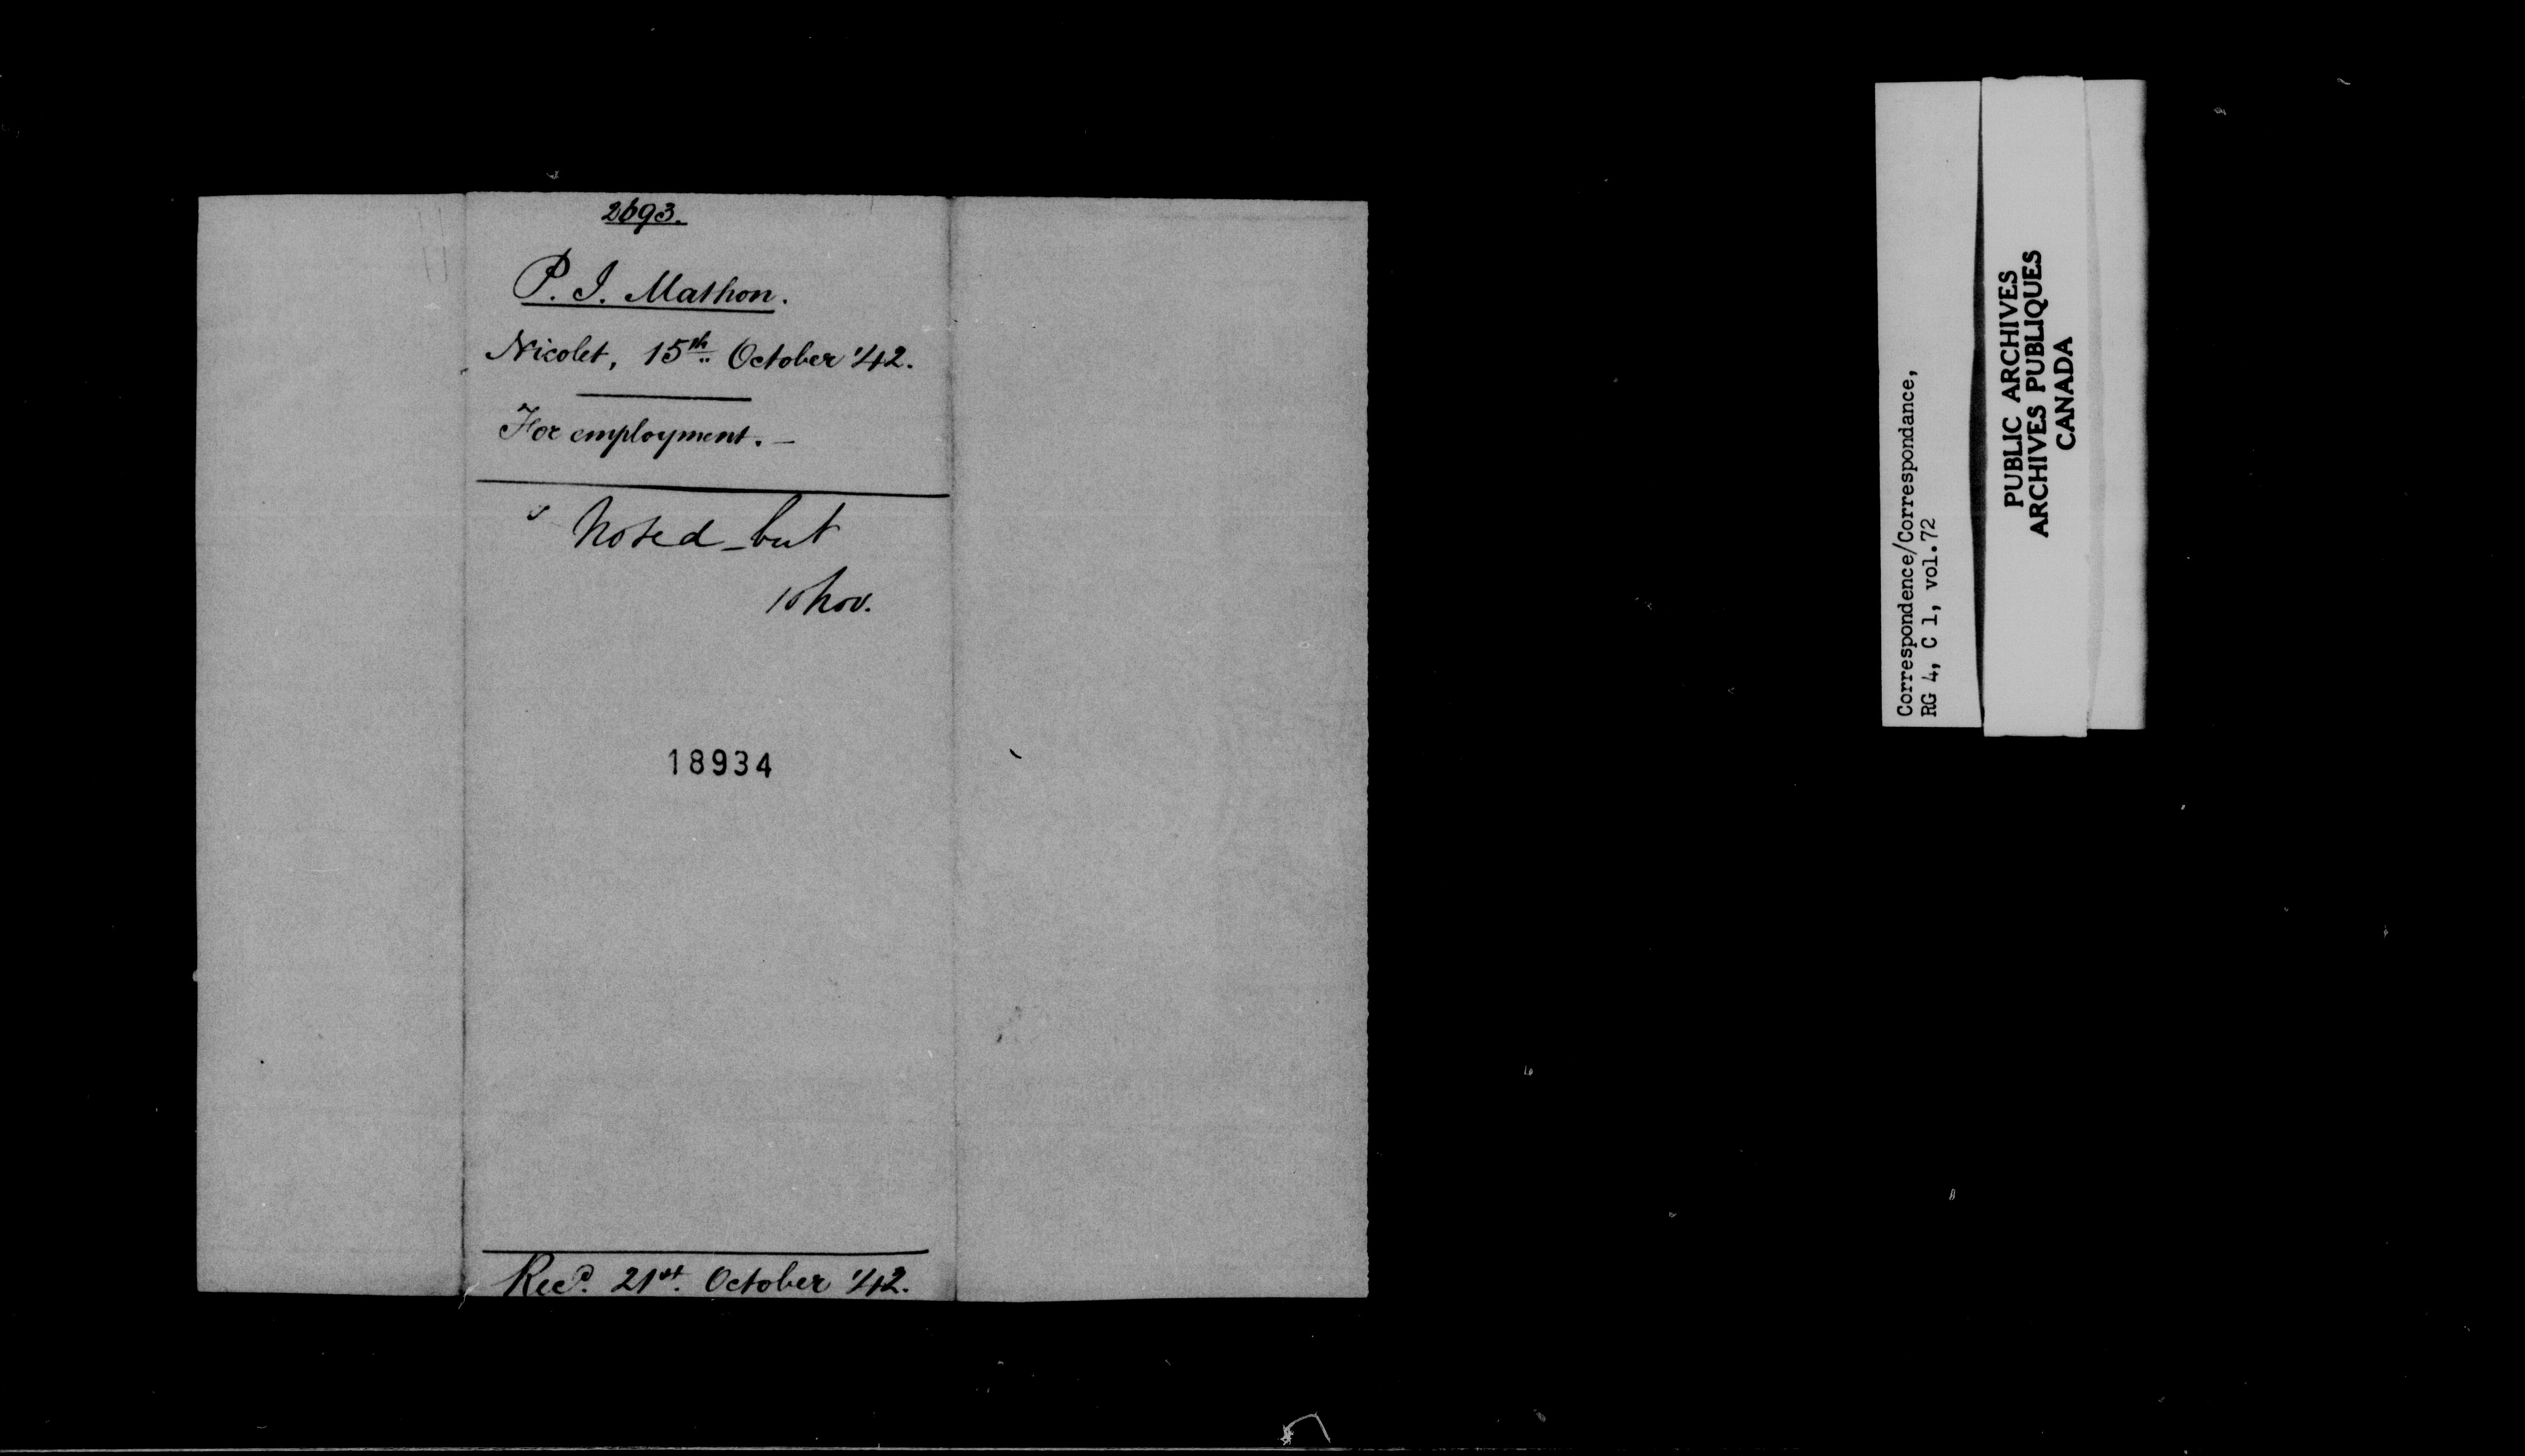 2693.
P. I. Mathon.
Nicolet, 15th October '42.
For employment. —
Noted - but
10 Nov.
18934
Recd. 21st. October '42.
Correspondence/Correspondance,
RG 4, C 1, vol.72
PUBLIC ARCHIVES
ARCHIVES PUBLIQUES
CANADA